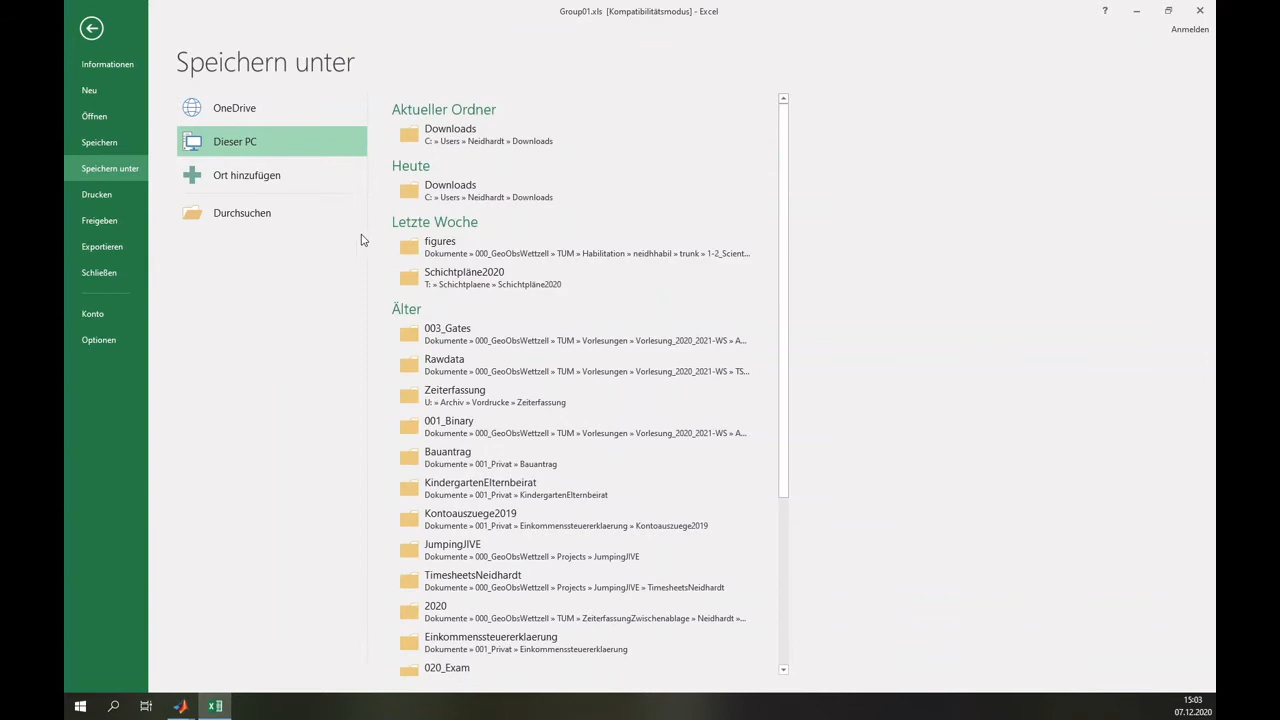 Group01.xls [Kompatibilitätsmodus] - Excel
?
Anmelden
Informationen
Neu
Öffnen
Speichern
Speichern unter
Drucken
Freigeben
Exportieren
Schließen
Konto
Optionen
Speichern unter
OneDrive
Dieser PC
Ort hinzufügen
Durchsuchen
Aktueller Ordner
Downloads
C: » Users » Neidhardt » Downloads
Heute
Downloads
C: » Users » Neidhardt » Downloads
Letzte Woche
figures
Dokumente » 000_GeoObsWettzell » TUM » Habilitation » neidhhabil » trunk » 1-2_Scient...
Schichtpläne2020
T: » Schichtplaene » Schichtpläne2020
Älter
003_Gates
Dokumente » 000_GeoObsWettzell » TUM » Vorlesungen » Vorlesung_2020_2021-WS » A...
Rawdata
Dokumente » 000_GeoObsWettzell » TUM » Vorlesungen » Vorlesung_2020_2021-WS » TS...
Zeiterfassung
U: » Archiv » Vordrucke » Zeiterfassung
001_Binary
Dokumente » 000_GeoObsWettzell » TUM » Vorlesungen » Vorlesung_2020_2021-WS » A...
Bauantrag
Dokumente » 001_Privat » Bauantrag
KindergartenElternbeirat
Dokumente » 001_Privat » KindergartenElternbeirat
Kontoauszuege2019
Dokumente » 001_Privat » Einkommenssteuererklaerung » Kontoauszuege2019
JumpingJIVE
Dokumente » 000_GeoObsWettzell » Projects » JumpingJIVE
TimesheetsNeidhardt
Dokumente » 000_GeoObsWettzell » Projects » JumpingJIVE » TimesheetsNeidhardt
2020
Dokumente » 000_GeoObsWettzell » TUM » ZeiterfassungZwischenablage » Neidhardt »...
Einkommenssteuererklaerung
Dokumente » 001_Privat » Einkommenssteuererklaerung
020_Exam
15:03
07.12.2020